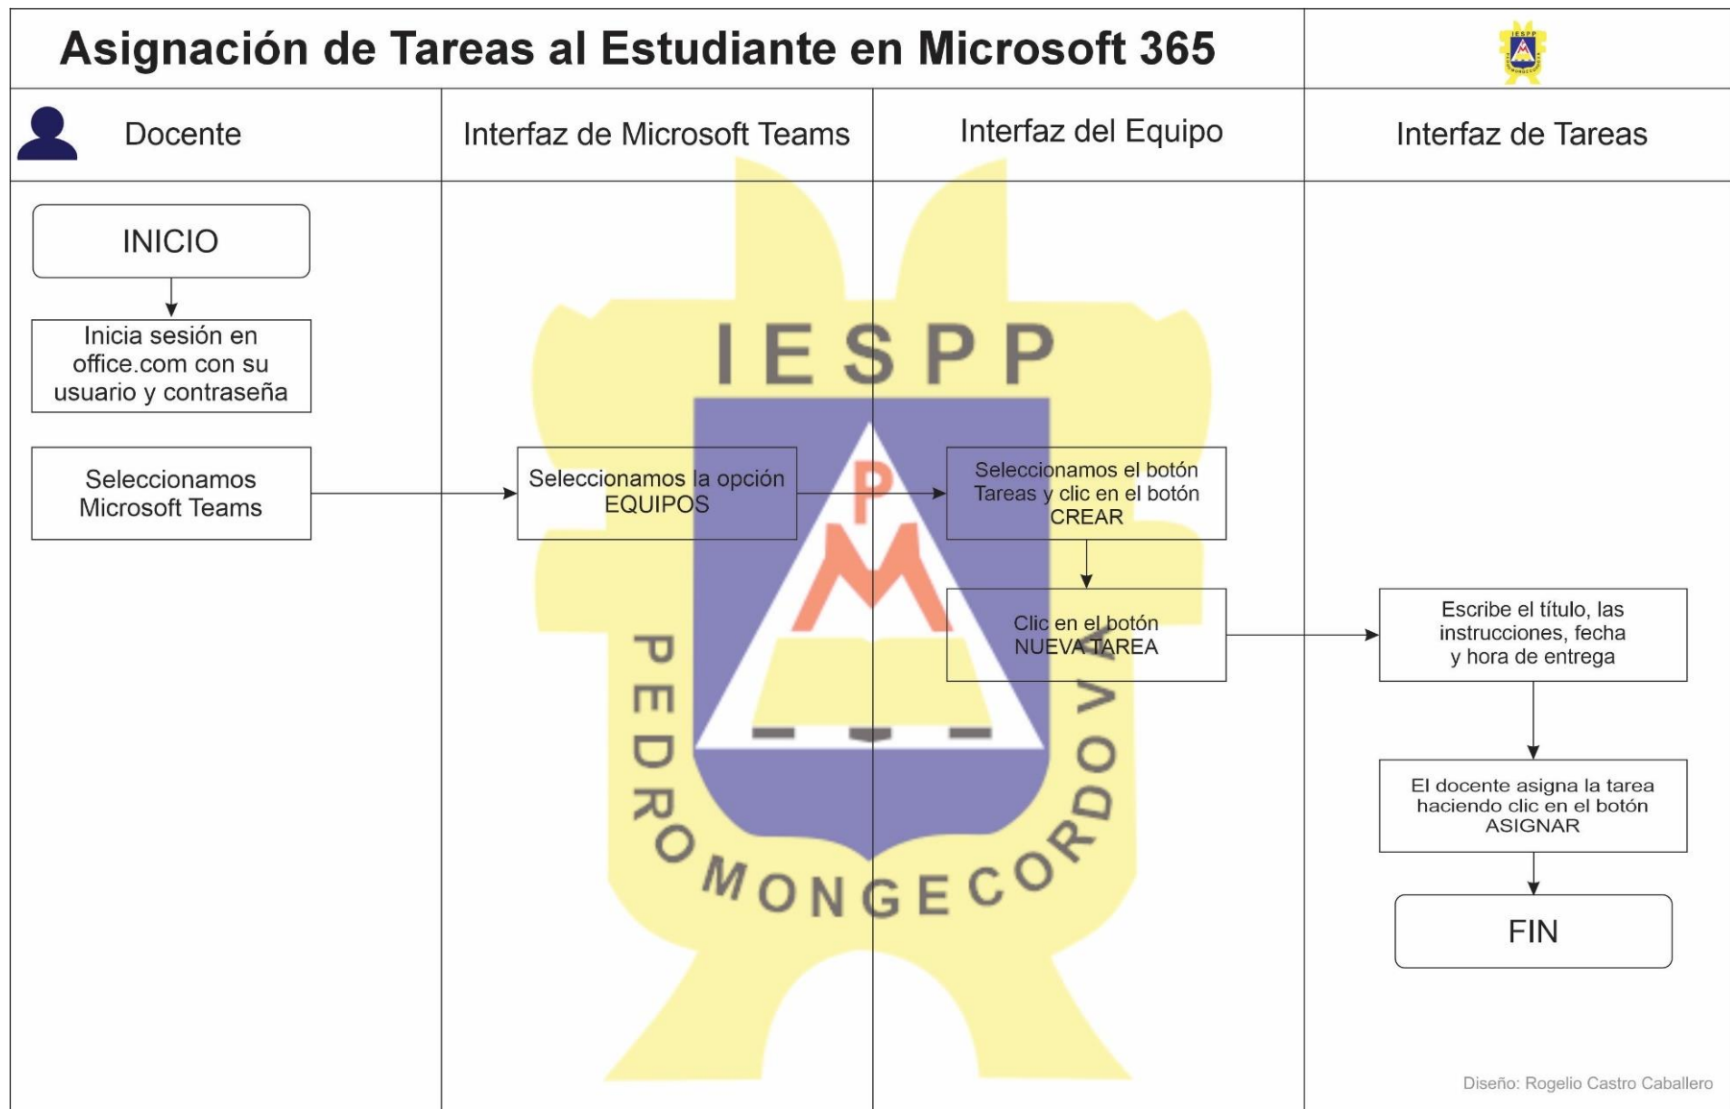 Asignación de Tareas al Estudiante en Microsoft 365
IESPP
Docente
Interfaz de Microsoft Teams
Interfaz del Equipo
Interfaz de Tareas
INICIO
Inicia sesión en
office.com con su
usuario y contraseña
Seleccionamos
Microsoft Teams
Seleccionamos la opción
EQUIPOS
Seleccionamos el botón
Tareas y clic en el botón
CREAR
Clic en el botón
NUEVA TAREA
Escribe el título, las
instrucciones, fecha
y hora de entrega
El docente asigna la tarea
haciendo clic en el botón
ASIGNAR
FIN
IESPP
P
M
PEDRO MONGE CORDOVA
Diseño: Rogelio Castro Caballero